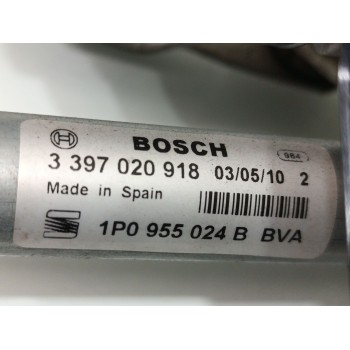 BOSCH 984
3 397 020 918 03/05/10 2
Made in Spain
1P0 955 024 B BVA